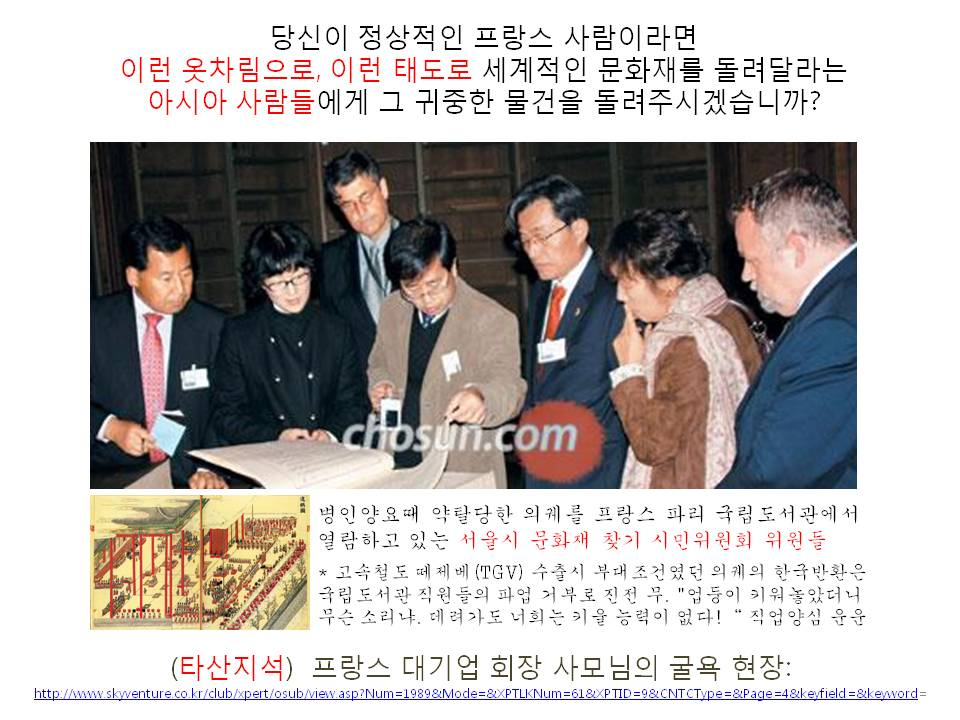 당신이 정상적인 프랑스 사람이라면
이런 옷차림으로, 이런 태도로 세계적인 문화재를 돌려달라는
아시아 사람들에게 그 귀중한 물건을 돌려주시겠습니까?
chosun.com
병인양요때 약탈당한 의궤를 프랑스 파리 국립도서관에서
열람하고 있는 서울시 문화재 찾기 시민위원회 위원들
* 고속철도 떼제베(TGV) 수출시 부대조건였던 의궤의 한국반환은
국립도서관 직원들의 파업 거부로 진전 무. "업둥이 키워놓았더니
무슨 소리냐. 데려가도 너희는 키울 능력이 없다! “ 직업양심 운운
(타산지석) 프랑스 대기업 회장 사모님의 굴욕 현장:
http://www.skyventure.co.kr/club/xpert/osub/view.asp?Num=1989&Mode=&XPTLKNum=61&XPTID=9&CNTCType=&Page=4&keyfield=&keyword=